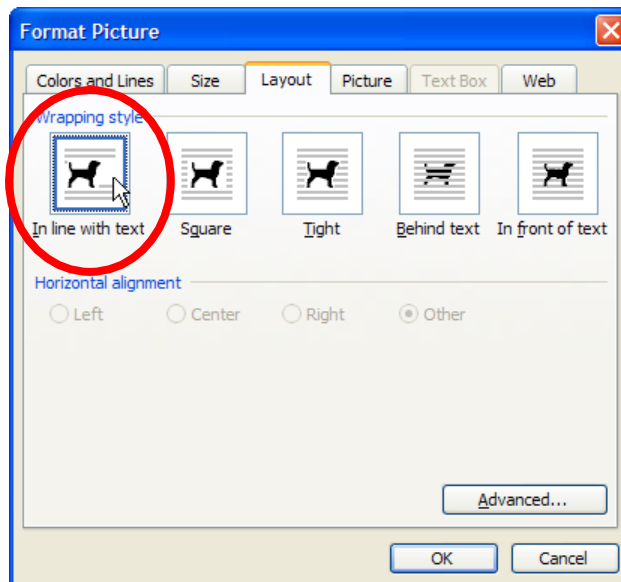 Format Picture
Colors and Lines Size Layout Picture Text Box Web
Wrapping style
In line with text Square Tight Behind text In front of text
Horizontal alignment
Left Center Right Other
Advanced...
OK Cancel